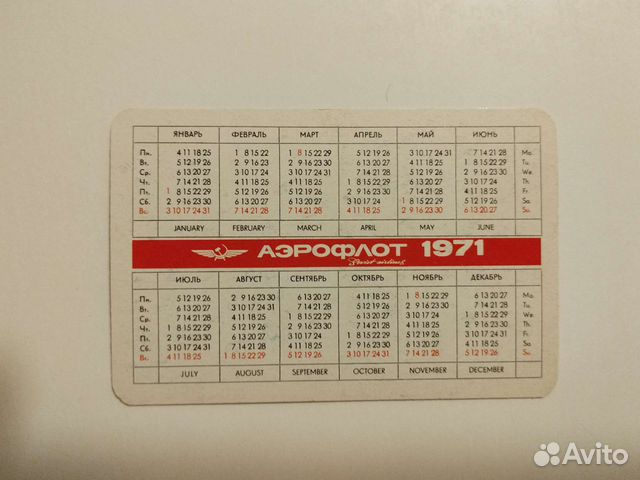 ЯНВАРЬ ФЕВРАЛЬ МАРТ АПРЕЛЬ МАЙ ИЮНЬ
Пн. 4 11 18 25 1 8 15 22 1 8 15 22 29 5 12 19 26 3 10 17 24 31 7 14 21 28 Mo.
Вт. 5 12 19 26 2 9 16 23 2 9 16 23 30 6 13 20 27 4 11 18 25 1 8 15 22 29 Tu.
Ср. 6 13 20 27 3 10 17 24 3 10 17 24 31 7 14 21 28 5 12 19 26 2 9 16 23 30 We.
Чт. 7 14 21 28 4 11 18 25 4 11 18 25 1 8 15 22 29 6 13 20 27 3 10 17 24 Th.
Пт. 1 8 15 22 29 5 12 19 26 5 12 19 26 2 9 16 23 30 7 14 21 28 4 11 18 25 Fr.
Сб. 2 9 16 23 30 6 13 20 27 6 13 20 27 3 10 17 24 1 8 15 22 29 5 12 19 26 Sa.
Вс. 3 10 17 24 31 7 14 21 28 7 14 21 28 4 11 18 25 2 9 16 23 30 6 13 20 27 Su.
JANUARY FEBRUARY MARCH APRIL MAY JUNE
АЭРОФЛОТ 1971
Soviet airlines
ИЮЛЬ АВГУСТ СЕНТЯБРЬ ОКТЯБРЬ НОЯБРЬ ДЕКАБРЬ
Пн. 5 12 19 26 2 9 16 23 30 6 13 20 27 4 11 18 25 1 8 15 22 29 6 13 20 27 Mo.
Вт. 6 13 20 27 3 10 17 24 31 7 14 21 28 5 12 19 26 2 9 16 23 30 7 14 21 28 Tu.
Ср. 7 14 21 28 4 11 18 25 1 8 15 22 29 6 13 20 27 3 10 17 24 1 8 15 22 29 We.
Чт. 1 8 15 22 29 5 12 19 26 2 9 16 23 30 7 14 21 28 4 11 18 25 2 9 16 23 30 Th.
Пт. 2 9 16 23 30 6 13 20 27 3 10 17 24 1 8 15 22 29 5 12 19 26 3 10 17 24 31 Fr.
Сб. 3 10 17 24 31 7 14 21 28 4 11 18 25 2 9 16 23 30 6 13 20 27 4 11 18 25 Sa.
Вс. 4 11 18 25 1 8 15 22 29 5 12 19 26 3 10 17 24 31 7 14 21 28 5 12 19 26 Su.
JULY AUGUST SEPTEMBER OCTOBER NOVEMBER DECEMBER
Avito